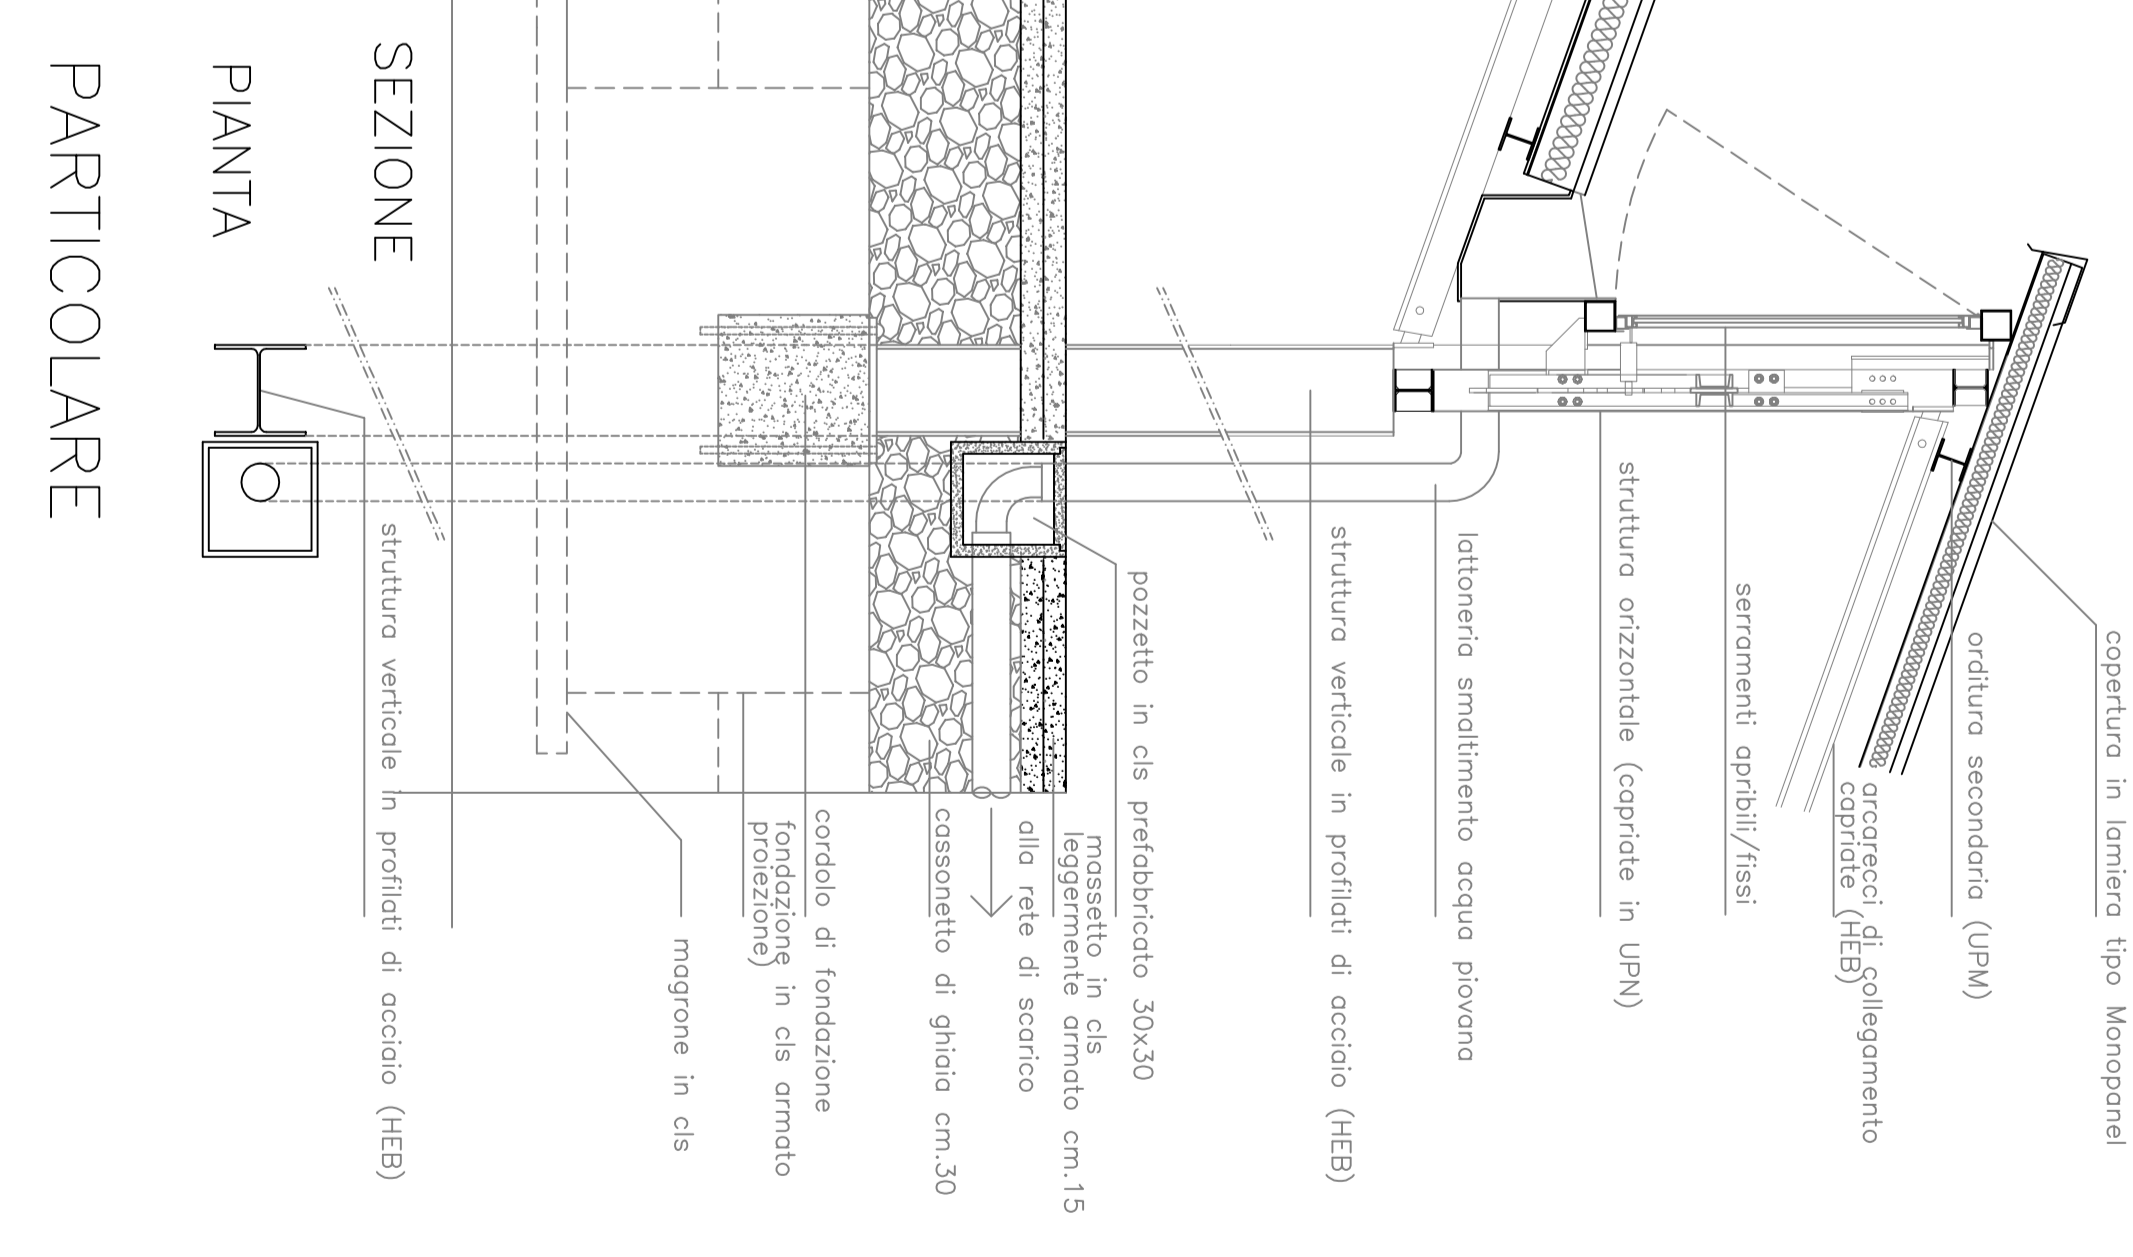 copertura in lamiera tipo Monopanel
orditura secondaria (UPM)
arcarecci di collegamento
capriate (HEB)
serramenti apribili/fissi
struttura orizzontale (capriate in UPN)
lattoneria smaltimento acqua piovana
struttura verticale in profilati di acciaio (HEB)
pozzetto in cls prefabbricato 30x30
massetto in cls
leggermente armato cm.15
alla rete di scarico
cassonetto di ghiaia cm.30
cordolo di fondazione
fondazione in cls armato
proiezione)
magrone in cls
struttura verticale in profilati di acciaio (HEB)
SEZIONE
PIANTA
PARTICOLARE